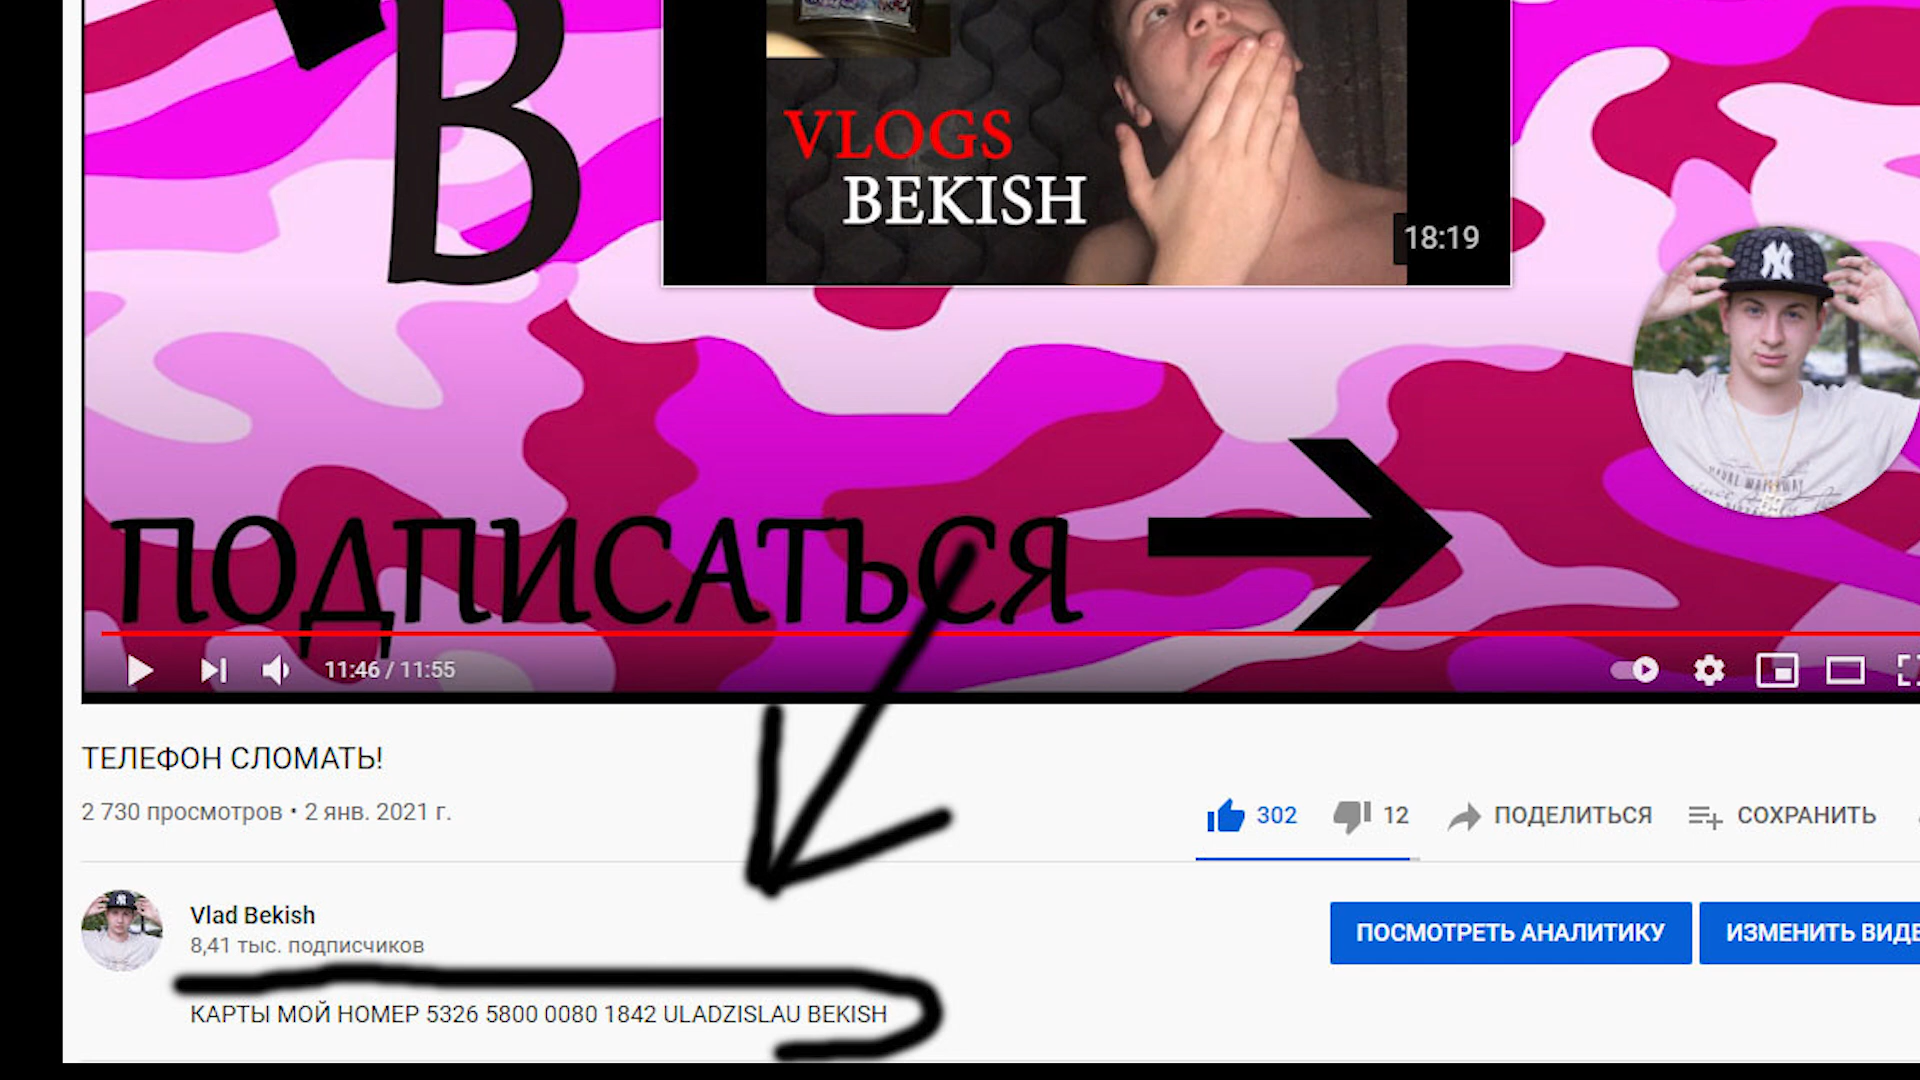 В
VLOGS
BEKISH
18:19
ПОДПИСАТЬСЯ
11:46 / 11:55
ТЕЛЕФОН СЛОМАТЬ!
2 730 просмотров • 2 янв. 2021 г.
302
12
ПОДЕЛИТЬСЯ
СОХРАНИТЬ
Vlad Bekish
8,41 тыс. подписчиков
ПОСМОТРЕТЬ АНАЛИТИКУ
ИЗМЕНИТЬ ВИДЕ
КАРТЫ МОЙ НОМЕР 5326 5800 0080 1842 ULADZISLAU BEKISH